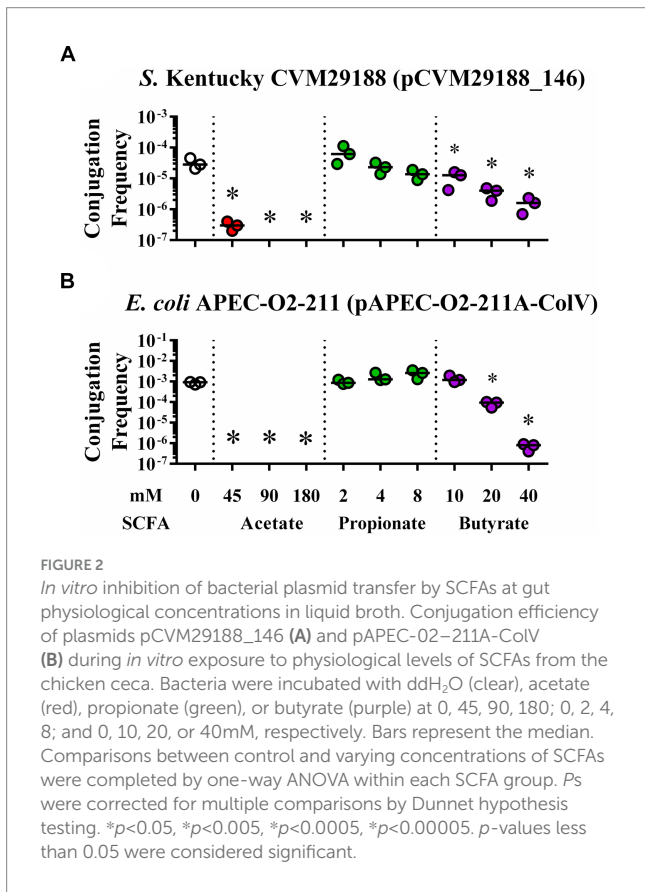 A
S. Kentucky CVM29188 (pCVM29188_146)
Conjugation
Frequency
10⁻³
10⁻⁴
10⁻⁵
10⁻⁶
10⁻⁷
*
*
*
*
*
*
B
E. coli APEC-O2-211 (pAPEC-O2-211A-ColV)
Conjugation
Frequency
10⁻¹
10⁻²
10⁻³
10⁻⁴
10⁻⁵
10⁻⁶
10⁻⁷
*
*
*
*
*
mM 0 45 90 180 2 4 8 10 20 40
SCFA Acetate Propionate Butyrate
FIGURE 2
In vitro inhibition of bacterial plasmid transfer by SCFAs at gut
physiological concentrations in liquid broth. Conjugation efficiency
of plasmids pCVM29188_146 (A) and pAPEC-02–211A-ColV
(B) during in vitro exposure to physiological levels of SCFAs from the
chicken ceca. Bacteria were incubated with ddH₂O (clear), acetate
(red), propionate (green), or butyrate (purple) at 0, 45, 90, 180; 0, 2, 4,
8; and 0, 10, 20, or 40mM, respectively. Bars represent the median.
Comparisons between control and varying concentrations of SCFAs
were completed by one-way ANOVA within each SCFA group. Ps
were corrected for multiple comparisons by Dunnet hypothesis
testing. *p<0.05, *p<0.005, *p<0.0005, *p<0.00005. p-values less
than 0.05 were considered significant.